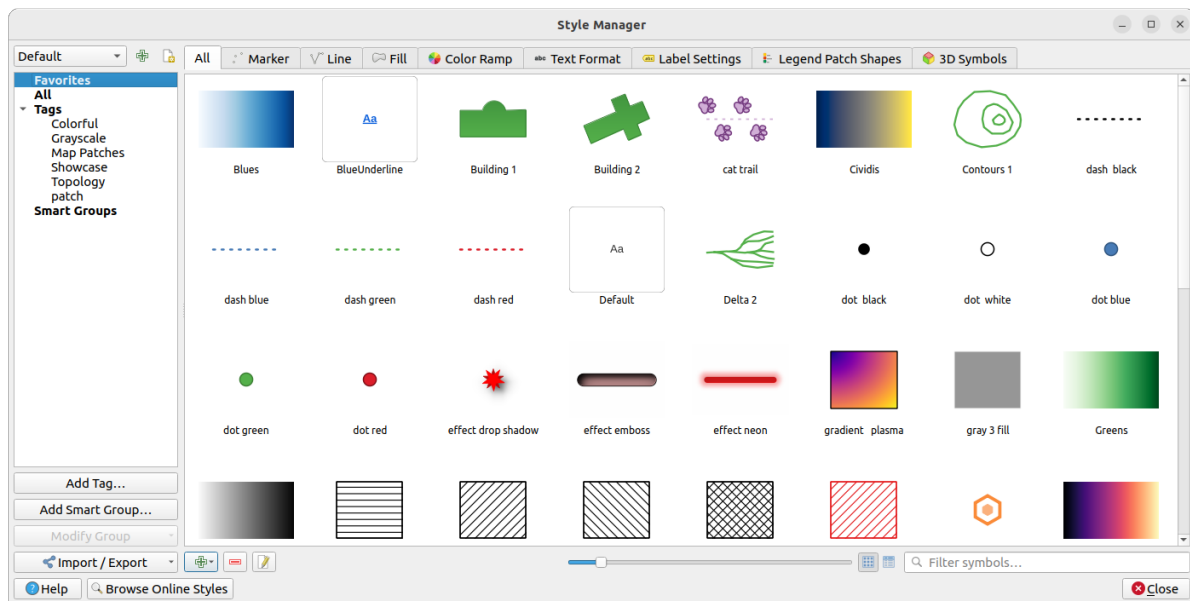 Style Manager
Default
All
Marker
Line
Fill
Color Ramp
abc Text Format
abc Label Settings
Legend Patch Shapes
3D Symbols
Favorites
All
Tags
Colorful
Grayscale
Map Patches
Showcase
Topology
patch
Smart Groups
Aa
Blues
BlueUnderline
Building 1
Building 2
cat trail
Cividis
Contours 1
dash black
Aa
dash blue
dash green
dash red
Default
Delta 2
dot black
dot white
dot blue
dot green
dot red
effect drop shadow
effect emboss
effect neon
gradient plasma
gray 3 fill
Greens
Add Tag...
Add Smart Group...
Modify Group
Import / Export
Filter symbols...
Help
Browse Online Styles
Close